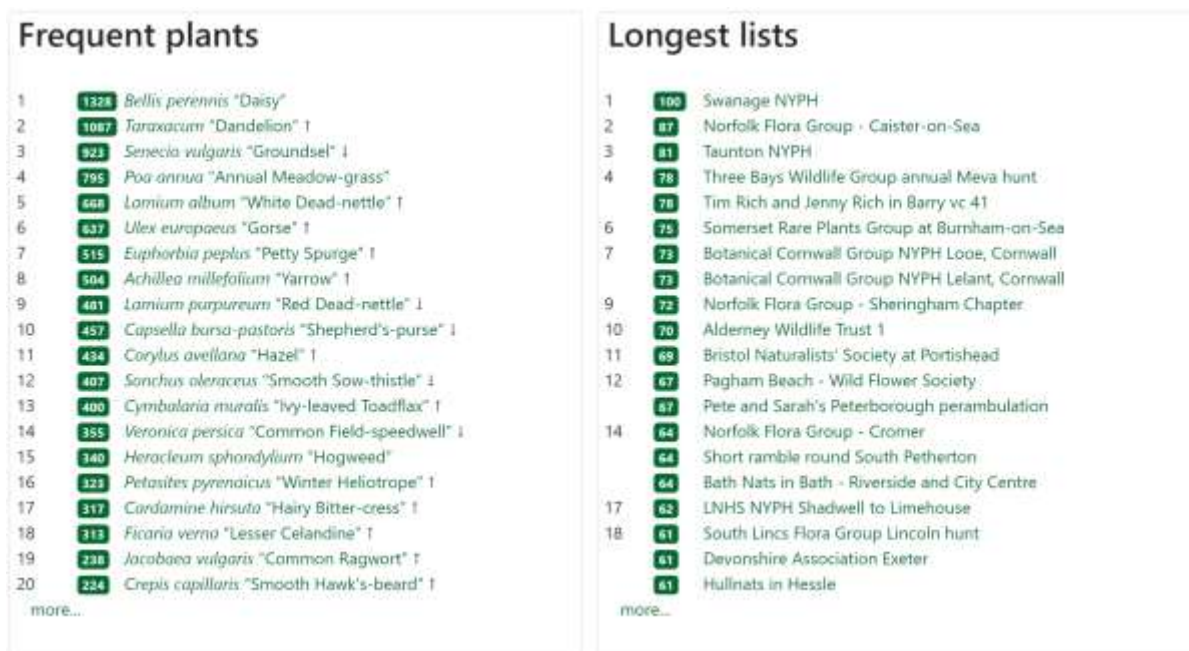 Frequent plants
1 1328 Bellis perennis "Daisy"
2 1087 Taraxacum "Dandelion" ↑
3 923 Senecio vulgaris "Groundsel" ↓
4 795 Poa annua "Annual Meadow-grass"
5 668 Lamium album "White Dead-nettle" ↑
6 637 Ulex europaeus "Gorse" ↑
7 515 Euphorbia peplus "Petty Spurge" ↑
8 504 Achillea millefolium "Yarrow" ↑
9 481 Lamium purpureum "Red Dead-nettle" ↓
10 457 Capsella bursa-pastoris "Shepherd's-purse" ↓
11 434 Corylus avellana "Hazel" ↑
12 407 Sonchus oleraceus "Smooth Sow-thistle" ↓
13 400 Cymbalaria muralis "Ivy-leaved Toadflax" ↑
14 355 Veronica persica "Common Field-speedwell" ↓
15 340 Heracleum sphondylium "Hogweed"
16 323 Petasites pyrenaicus "Winter Heliotrope" ↑
17 317 Cardamine hirsuta "Hairy Bitter-cress" ↑
18 313 Ficaria verna "Lesser Celandine" ↑
19 238 Jacobaea vulgaris "Common Ragwort" ↑
20 224 Crepis capillaris "Smooth Hawk's-beard" ↑
more...
Longest lists
1 100 Swanage NYPH
2 87 Norfolk Flora Group - Caister-on-Sea
3 81 Taunton NYPH
4 78 Three Bays Wildlife Group annual Meva hunt
78 Tim Rich and Jenny Rich in Barry vc 41
6 75 Somerset Rare Plants Group at Burnham-on-Sea
7 73 Botanical Cornwall Group NYPH Looe, Cornwall
73 Botanical Cornwall Group NYPH Lelant, Cornwall
9 72 Norfolk Flora Group - Sheringham Chapter
10 70 Alderney Wildlife Trust 1
11 69 Bristol Naturalists' Society at Portishead
12 67 Pagham Beach - Wild Flower Society
67 Pete and Sarah's Peterborough perambulation
14 64 Norfolk Flora Group - Cromer
64 Short ramble round South Petherton
64 Bath Nats in Bath - Riverside and City Centre
17 62 LNHS NYPH Shadwell to Limehouse
18 61 South Lincs Flora Group Lincoln hunt
61 Devonshire Association Exeter
61 Hullnats in Hessle
more...